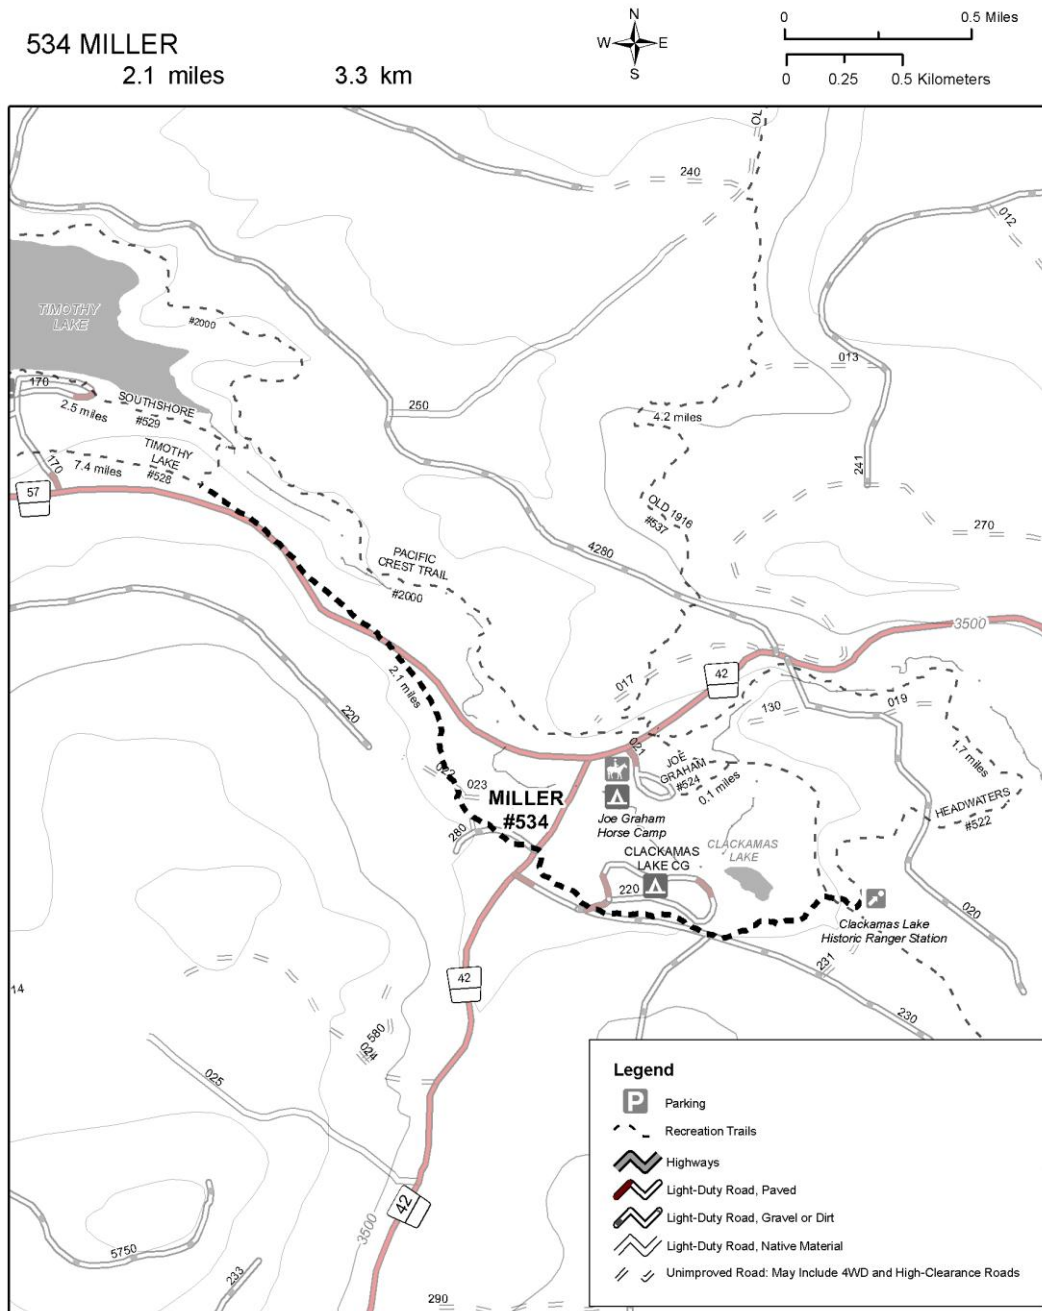 534 MILLER
2.1 miles
3.3 km
N
W
E
S
0
0.5 Miles
0
0.25
0.5 Kilometers
OL
240
012
TIMOTHY
LAKE
#2000
013
170
250
SOUTHSHORE
#529
2.5 miles
4.2 miles
TIMOTHY
LAKE
#528
7.4 miles
170
241
57
OLD 1916
#537
270
4280
PACIFIC
CREST TRAIL
#2000
3500
2.1 miles
017
42
019
130
220
021
JOE
GRAHAM
#524
0.1 miles
1.7 miles
022
023
MILLER
#534
HEADWATERS
#522
Joe Graham
Horse Camp
280
CLACKAMAS
LAKE CG
CLACKAMAS
LAKE
220
020
Clackamas Lake
Historic Ranger Station
231
42
14
230
580
024
025
42
3500
5750
233
290
Legend
P
Parking
Recreation Trails
Highways
Light-Duty Road, Paved
Light-Duty Road, Gravel or Dirt
Light-Duty Road, Native Material
Unimproved Road: May Include 4WD and High-Clearance Roads